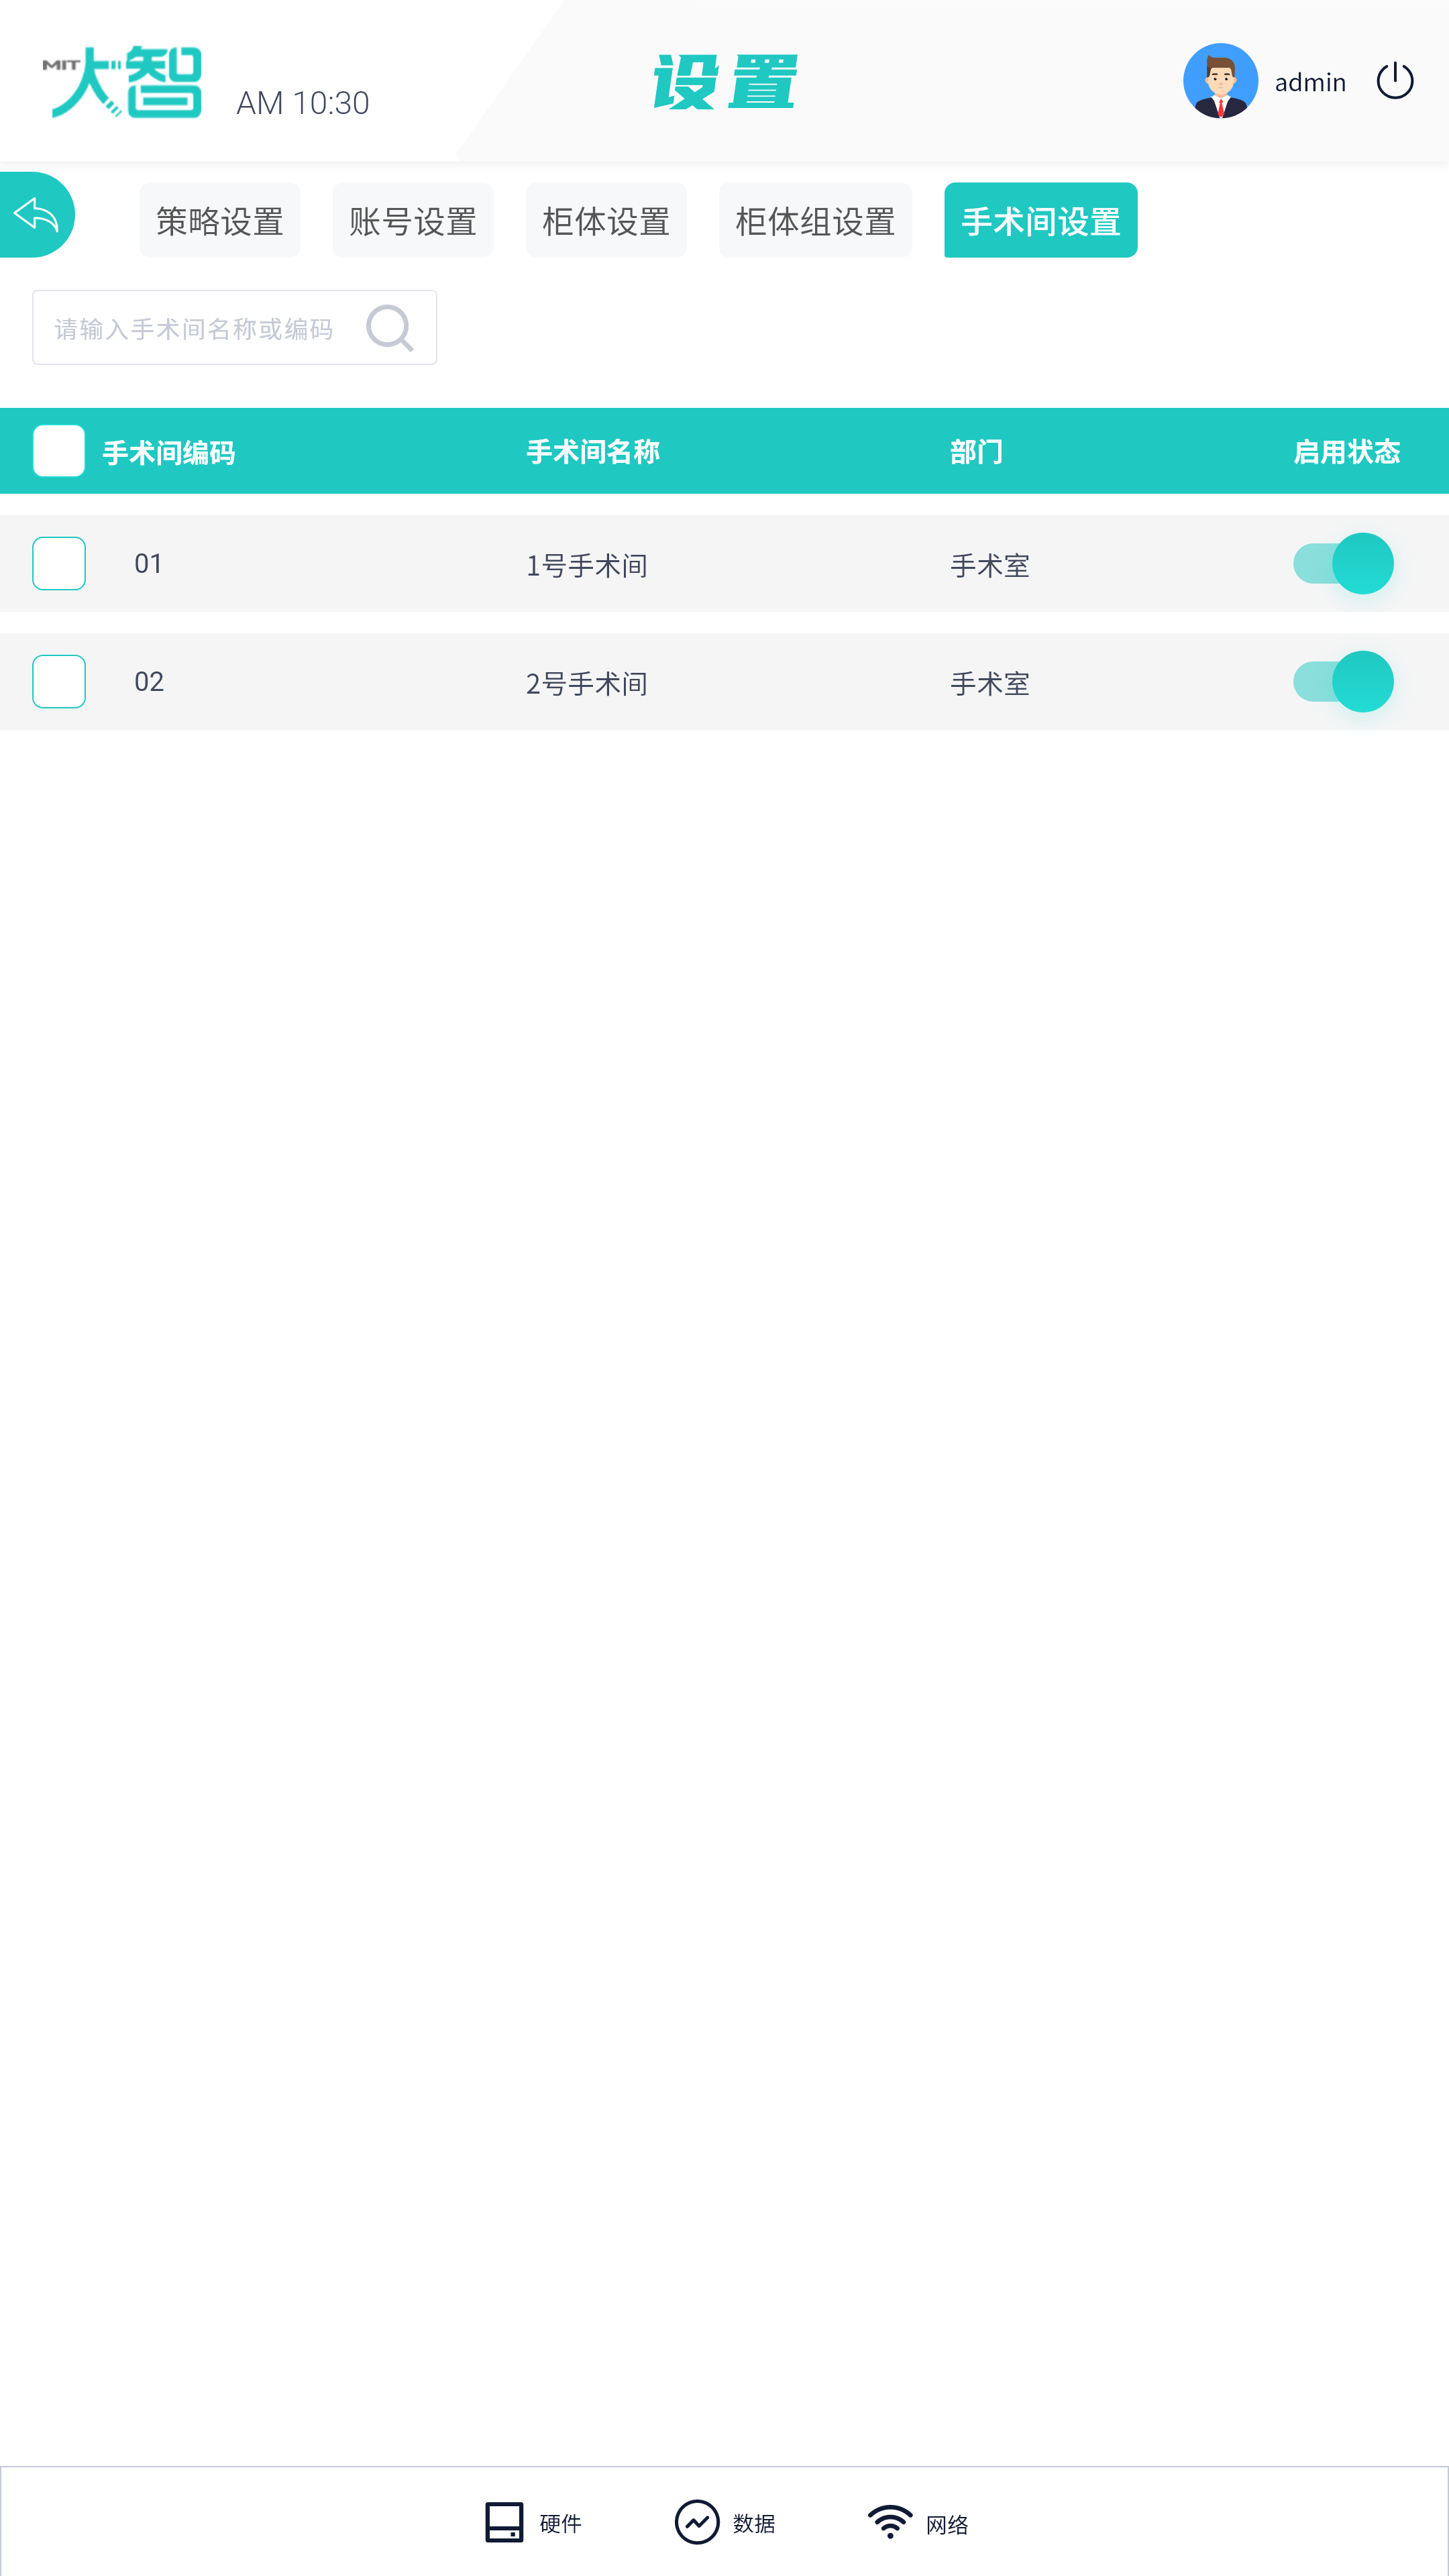 MIT大智
AM 10:30
设置
admin
策略设置
账号设置
柜体设置
柜体组设置
手术间设置
请输入手术间名称或编码
手术间编码
手术间名称
部门
启用状态
01
1号手术间
手术室
02
2号手术间
手术室
硬件
数据
网络